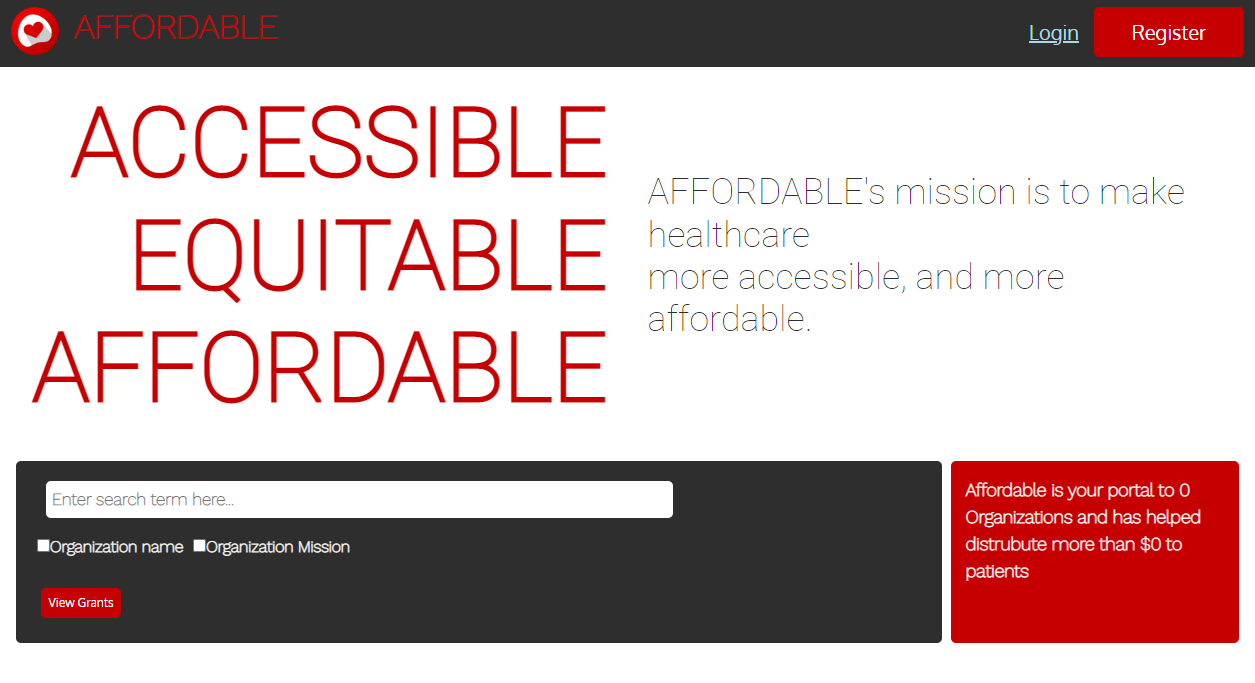 AFFORDABLE
Login
Register
ACCESSIBLE
EQUITABLE
AFFORDABLE
AFFORDABLE's mission is to make
healthcare
more accessible, and more
affordable.
Enter search term here...
Organization name
Organization Mission
View Grants
Affordable is your portal to 0
Organizations and has helped
distrubute more than $0 to
patients